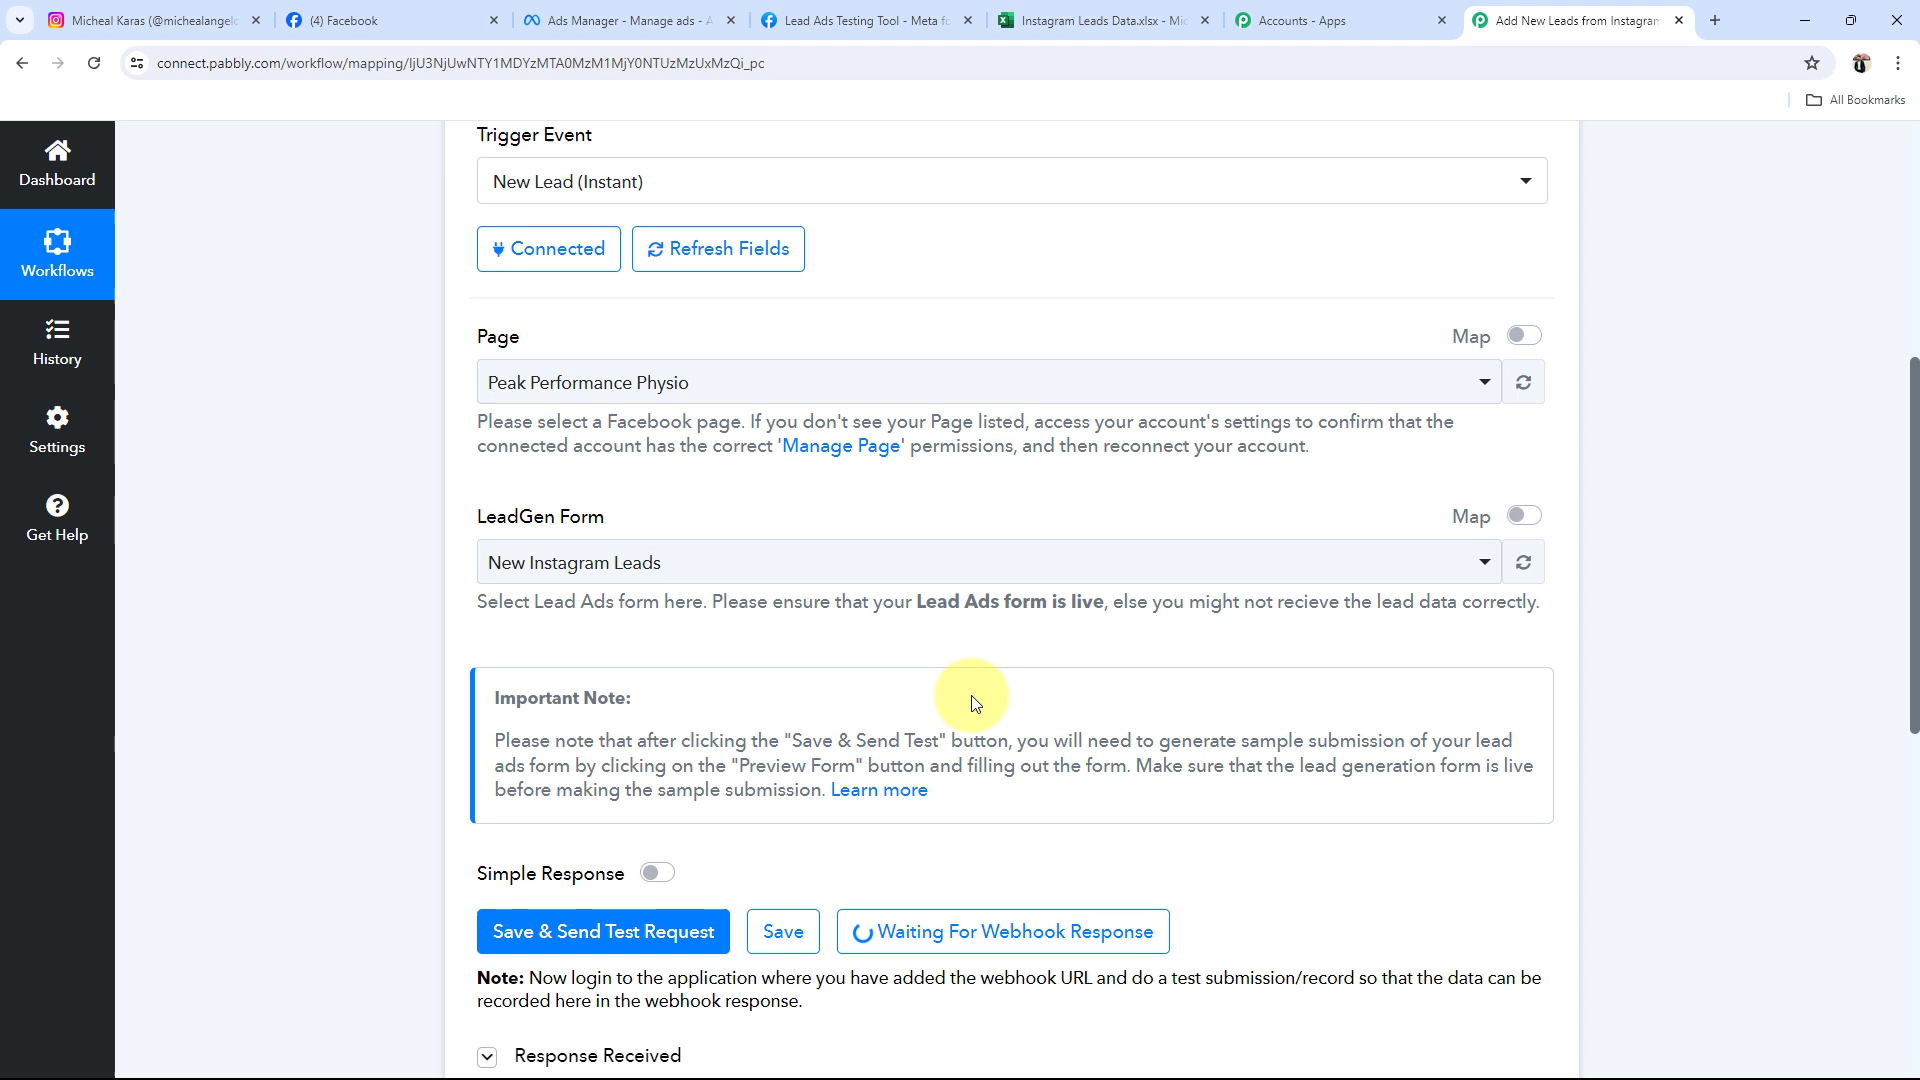 Micheal Karas (@michealangelo
(4) Facebook
Ads Manager - Manage ads - A
Lead Ads Testing Tool - Meta fo
Instagram Leads Data.xlsx - Mic
Accounts - Apps
Add New Leads from Instagram
connect.pabbly.com/workflow/mapping/IjU3NjUwNTY1MDYzMTA0MzM1MjY0NTUzMzUxMzQi_pc
All Bookmarks
Dashboard
Workflows
History
Settings
Get Help
Trigger Event
New Lead (Instant)
Connected
Refresh Fields
Page
Map
Peak Performance Physio
Please select a Facebook page. If you don't see your Page listed, access your account's settings to confirm that the
connected account has the correct 'Manage Page' permissions, and then reconnect your account.
LeadGen Form
Map
New Instagram Leads
Select Lead Ads form here. Please ensure that your Lead Ads form is live, else you might not recieve the lead data correctly.
Important Note:
Please note that after clicking the "Save & Send Test" button, you will need to generate sample submission of your lead
ads form by clicking on the "Preview Form" button and filling out the form. Make sure that the lead generation form is live
before making the sample submission. Learn more
Simple Response
Save & Send Test Request
Save
Waiting For Webhook Response
Note: Now login to the application where you have added the webhook URL and do a test submission/record so that the data can be
recorded here in the webhook response.
Response Received